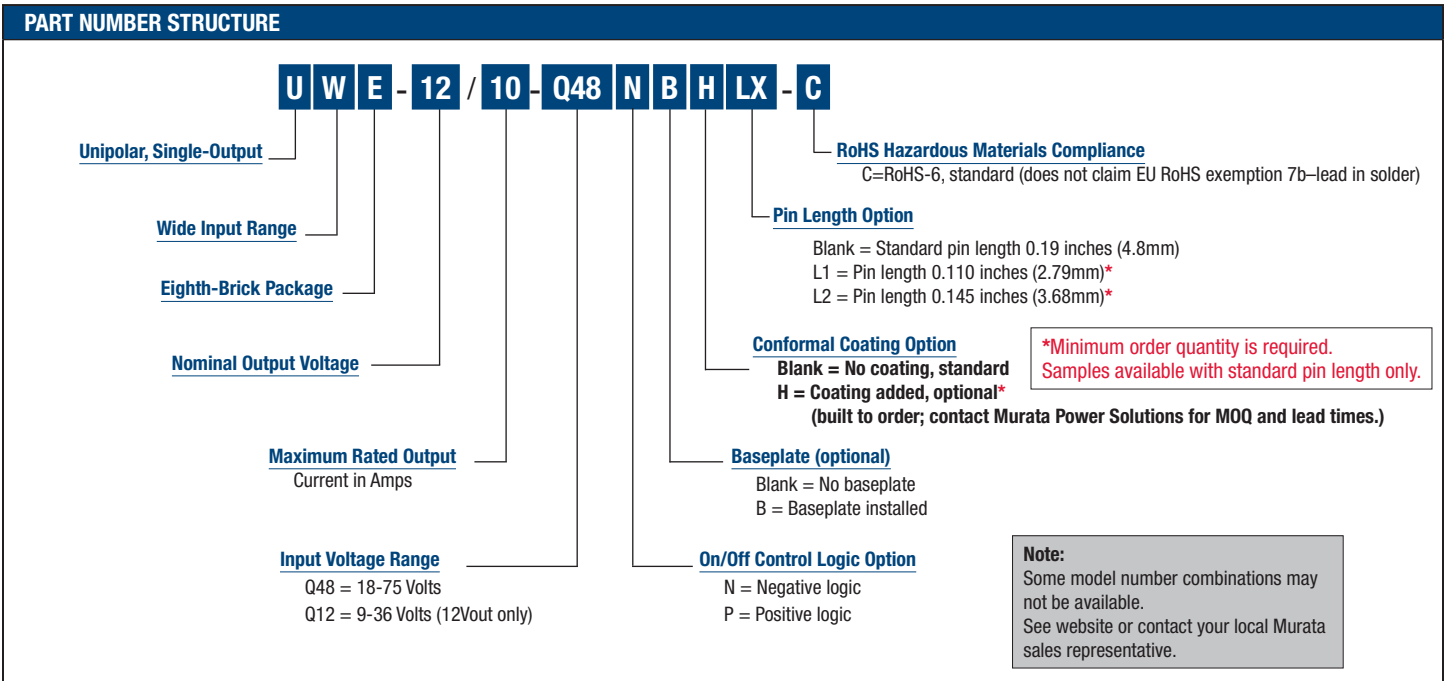 PART NUMBER STRUCTURE
U W E - 12 / 10 - Q48 N B H LX - C
Unipolar, Single-Output
Wide Input Range
Eighth-Brick Package
Nominal Output Voltage
Maximum Rated Output
Current in Amps
Input Voltage Range
Q48 = 18-75 Volts
Q12 = 9-36 Volts (12Vout only)
RoHS Hazardous Materials Compliance
C=RoHS-6, standard (does not claim EU RoHS exemption 7b–lead in solder)
Pin Length Option
Blank = Standard pin length 0.19 inches (4.8mm)
L1 = Pin length 0.110 inches (2.79mm)*
L2 = Pin length 0.145 inches (3.68mm)*
Conformal Coating Option
Blank = No coating, standard
H = Coating added, optional*
(built to order; contact Murata Power Solutions for MOQ and lead times.)
*Minimum order quantity is required.
Samples available with standard pin length only.
Baseplate (optional)
Blank = No baseplate
B = Baseplate installed
On/Off Control Logic Option
N = Negative logic
P = Positive logic
Note:
Some model number combinations may
not be available.
See website or contact your local Murata
sales representative.